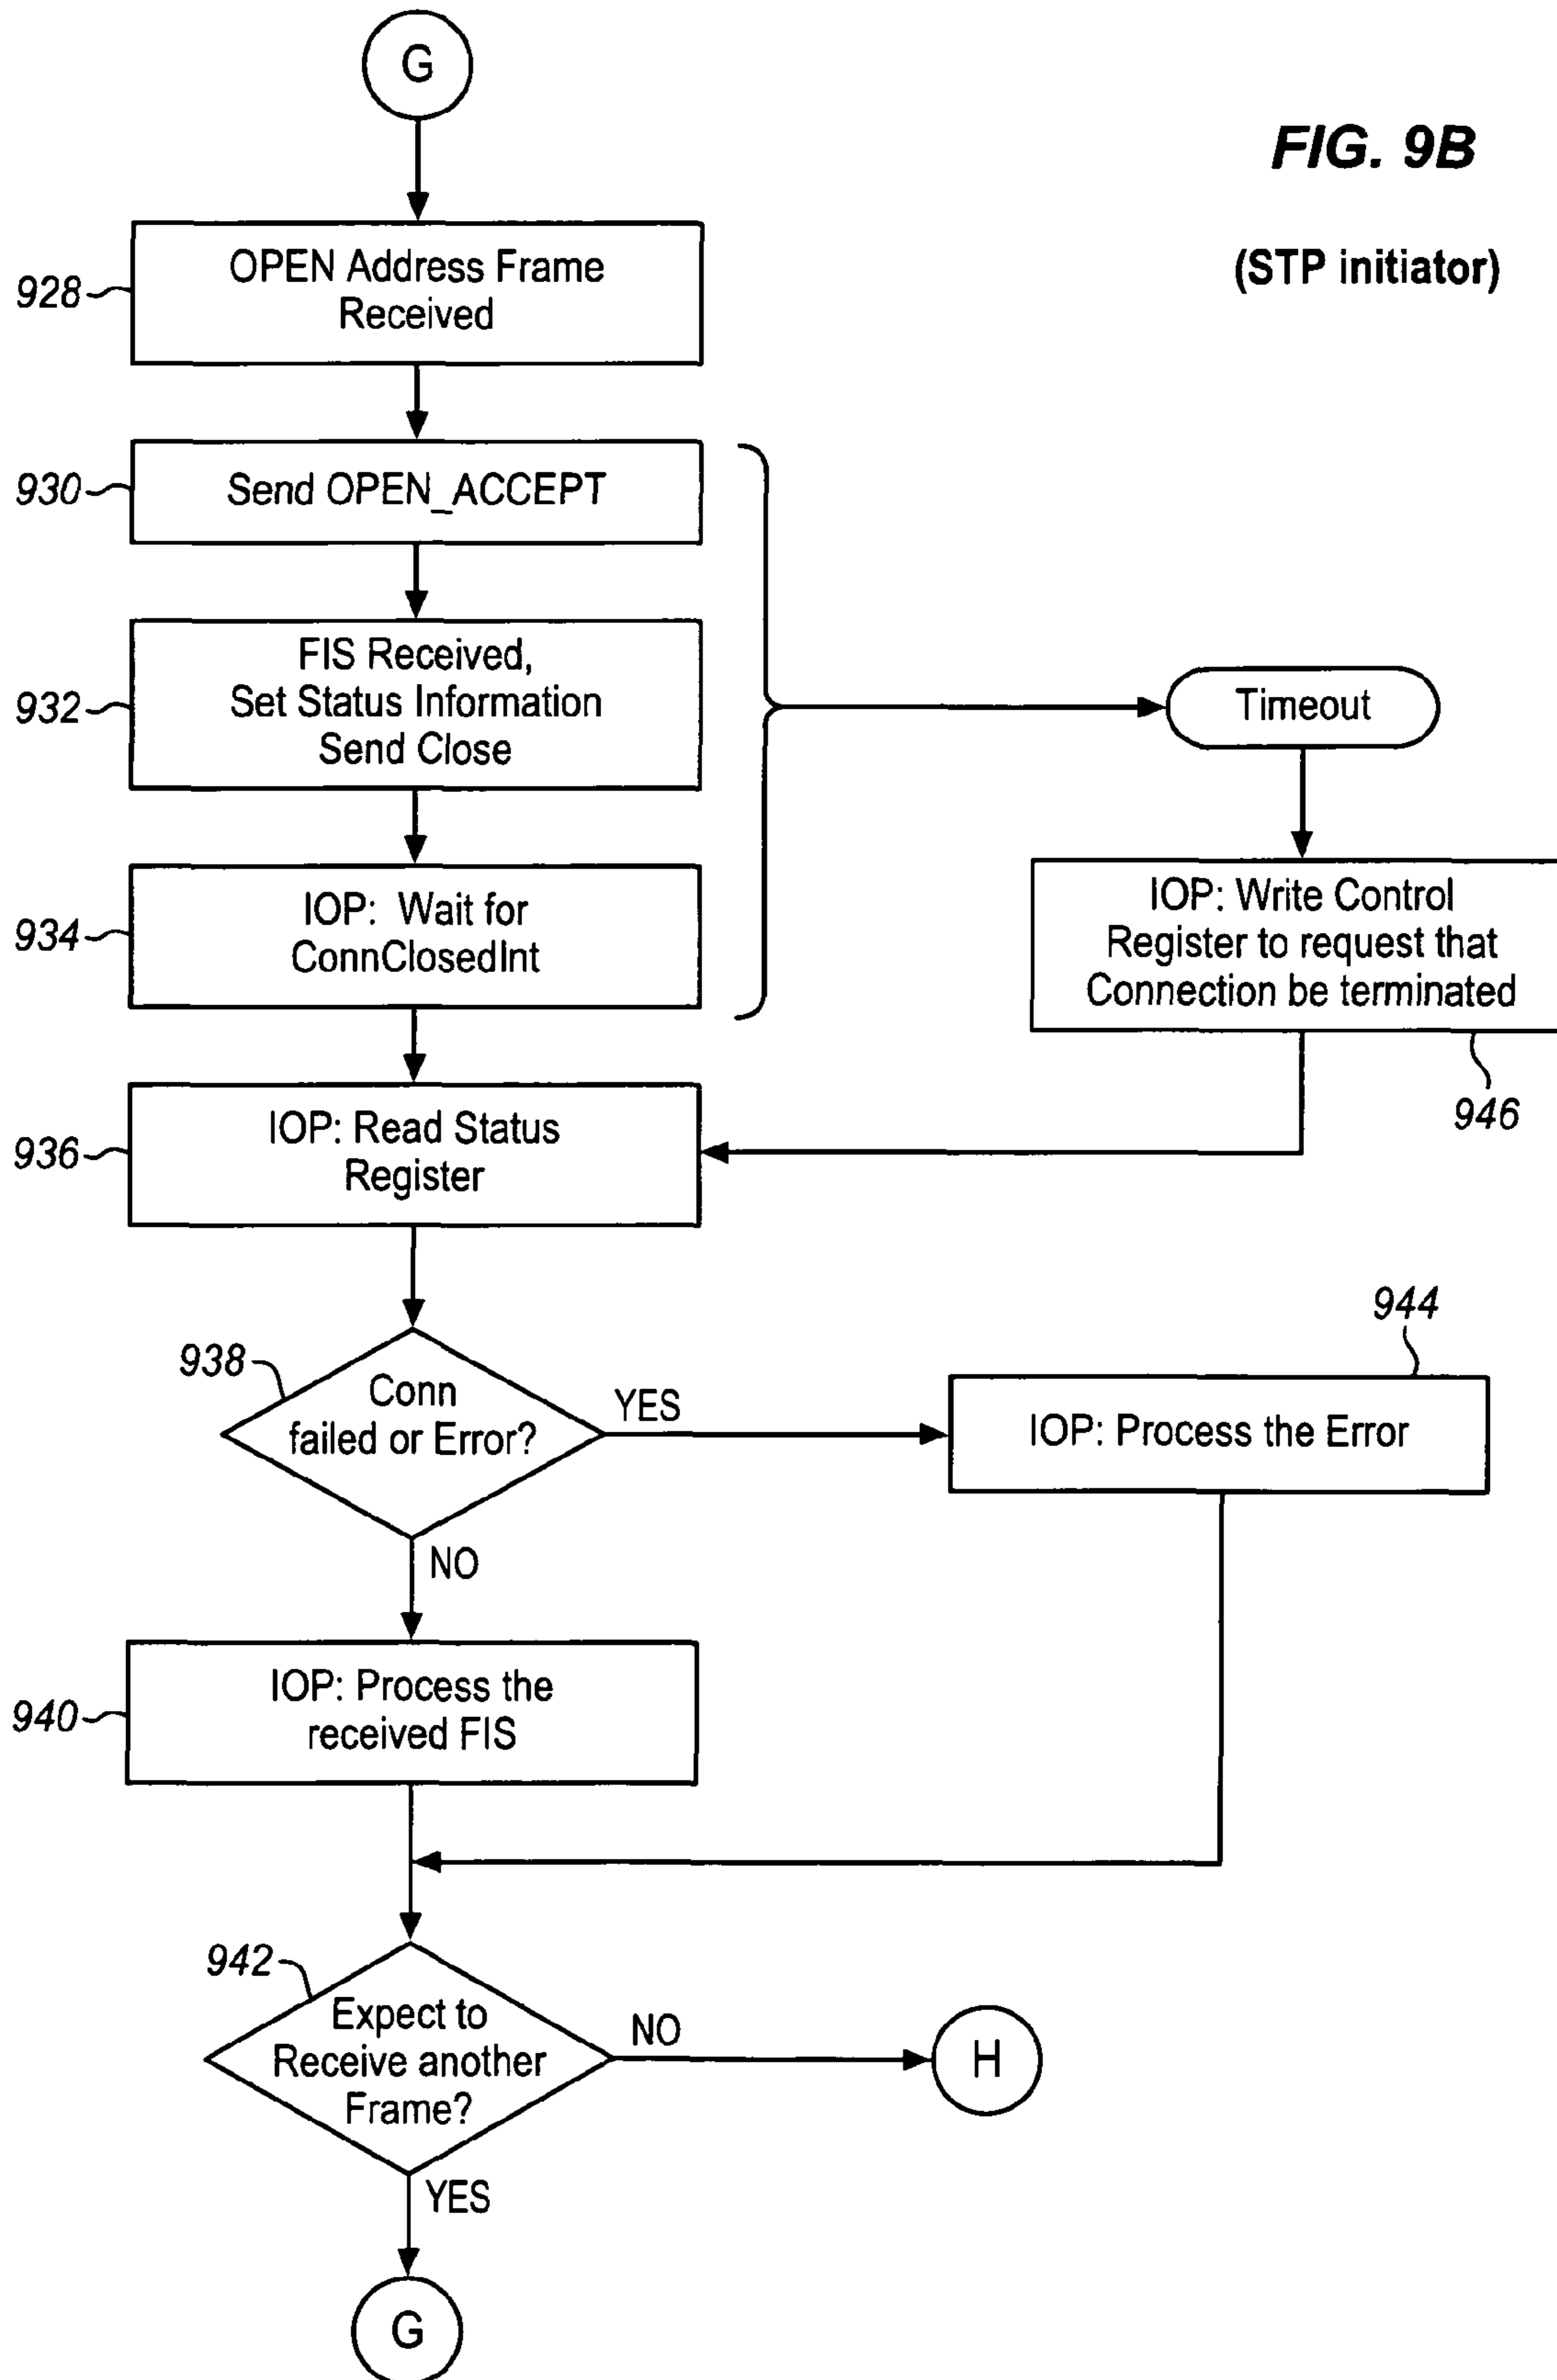 G
FIG. 9B
(STP initiator)
928
OPEN Address Frame
Received
930
Send OPEN_ACCEPT
932
FIS Received,
Set Status Information
Send Close
Timeout
934
IOP: Wait for
ConnClosedInt
IOP: Write Control
Register to request that
Connection be terminated
946
936
IOP: Read Status
Register
938
Conn
failed or Error?
YES
944
IOP: Process the Error
NO
940
IOP: Process the
received FIS
942
Expect to
Receive another
Frame?
NO
H
YES
G